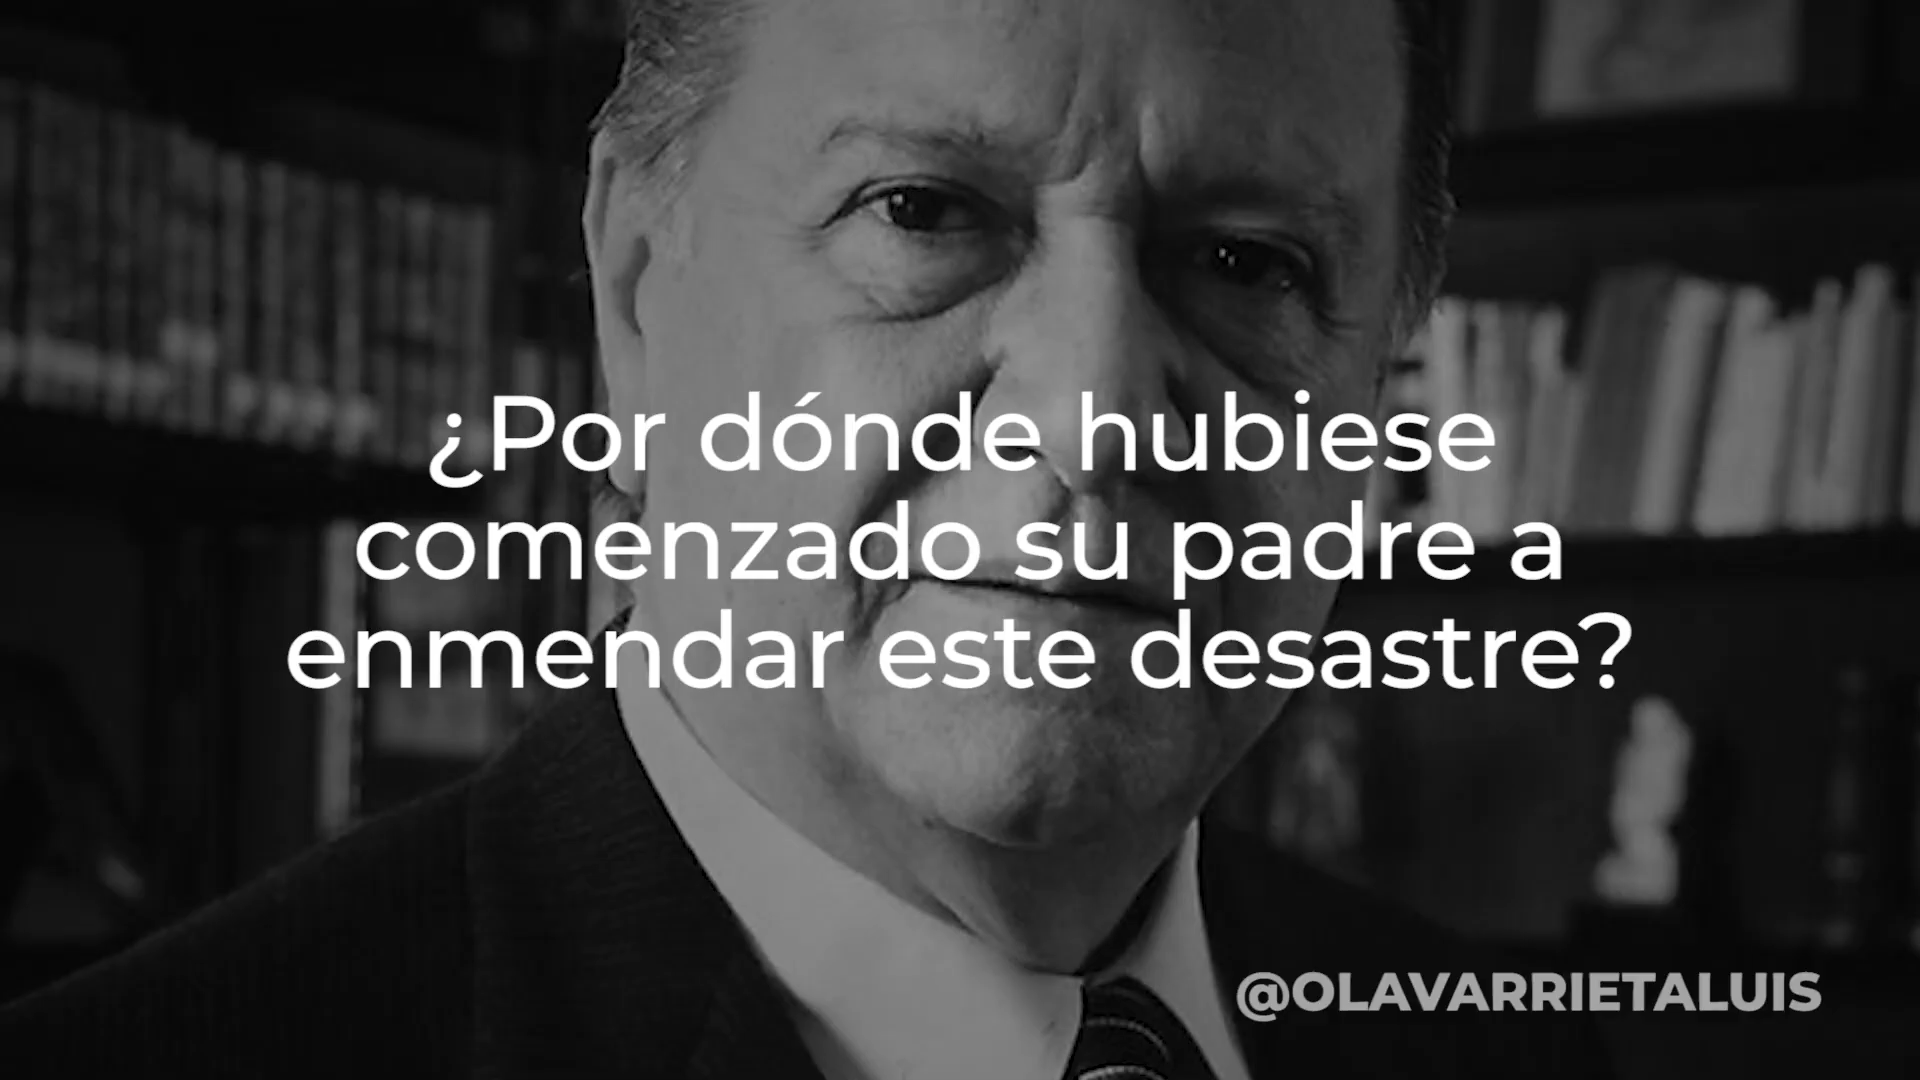 ¿Por dónde hubiese
comenzado su padre a
enmendar este desastre?
@OLAVARRIETALUIS